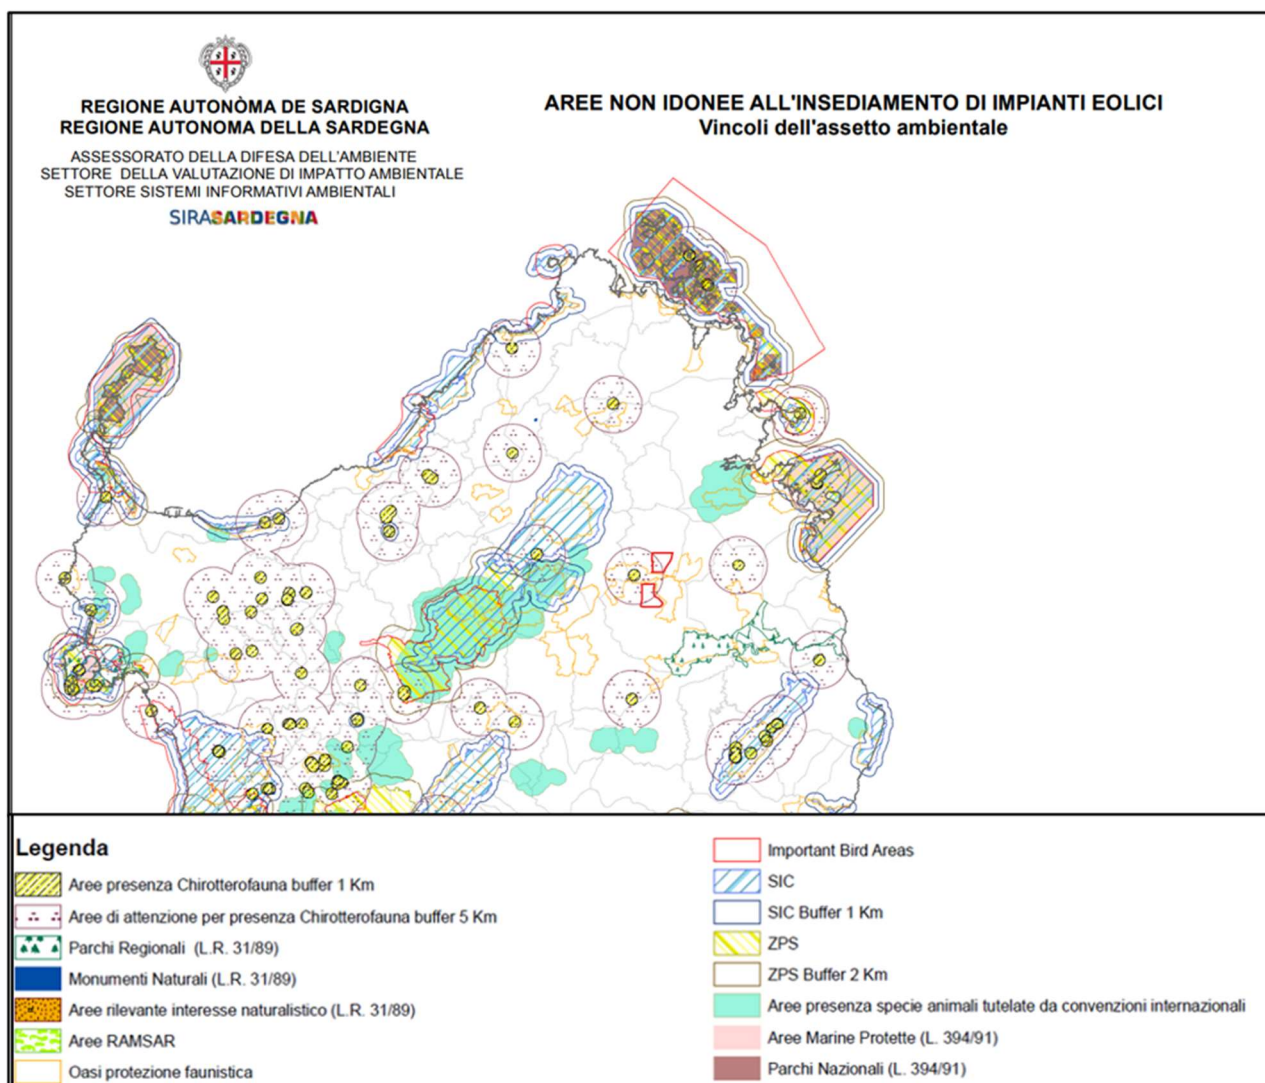 REGIONE AUTONÒMA DE SARDIGNA
REGIONE AUTONOMA DELLA SARDEGNA
ASSESSORATO DELLA DIFESA DELL'AMBIENTE
SETTORE DELLA VALUTAZIONE DI IMPATTO AMBIENTALE
SETTORE SISTEMI INFORMATIVI AMBIENTALI
SIRASARDEGNA
AREE NON IDONEE ALL'INSEDIAMENTO DI IMPIANTI EOLICI
Vincoli dell'assetto ambientale
Legenda
Aree presenza Chirotterofauna buffer 1 Km
Aree di attenzione per presenza Chirotterofauna buffer 5 Km
Parchi Regionali (L.R. 31/89)
Monumenti Naturali (L.R. 31/89)
Aree rilevante interesse naturalistico (L.R. 31/89)
Aree RAMSAR
Oasi protezione faunistica
Important Bird Areas
SIC
SIC Buffer 1 Km
ZPS
ZPS Buffer 2 Km
Aree presenza specie animali tutelate da convenzioni internazionali
Aree Marine Protette (L. 394/91)
Parchi Nazionali (L. 394/91)